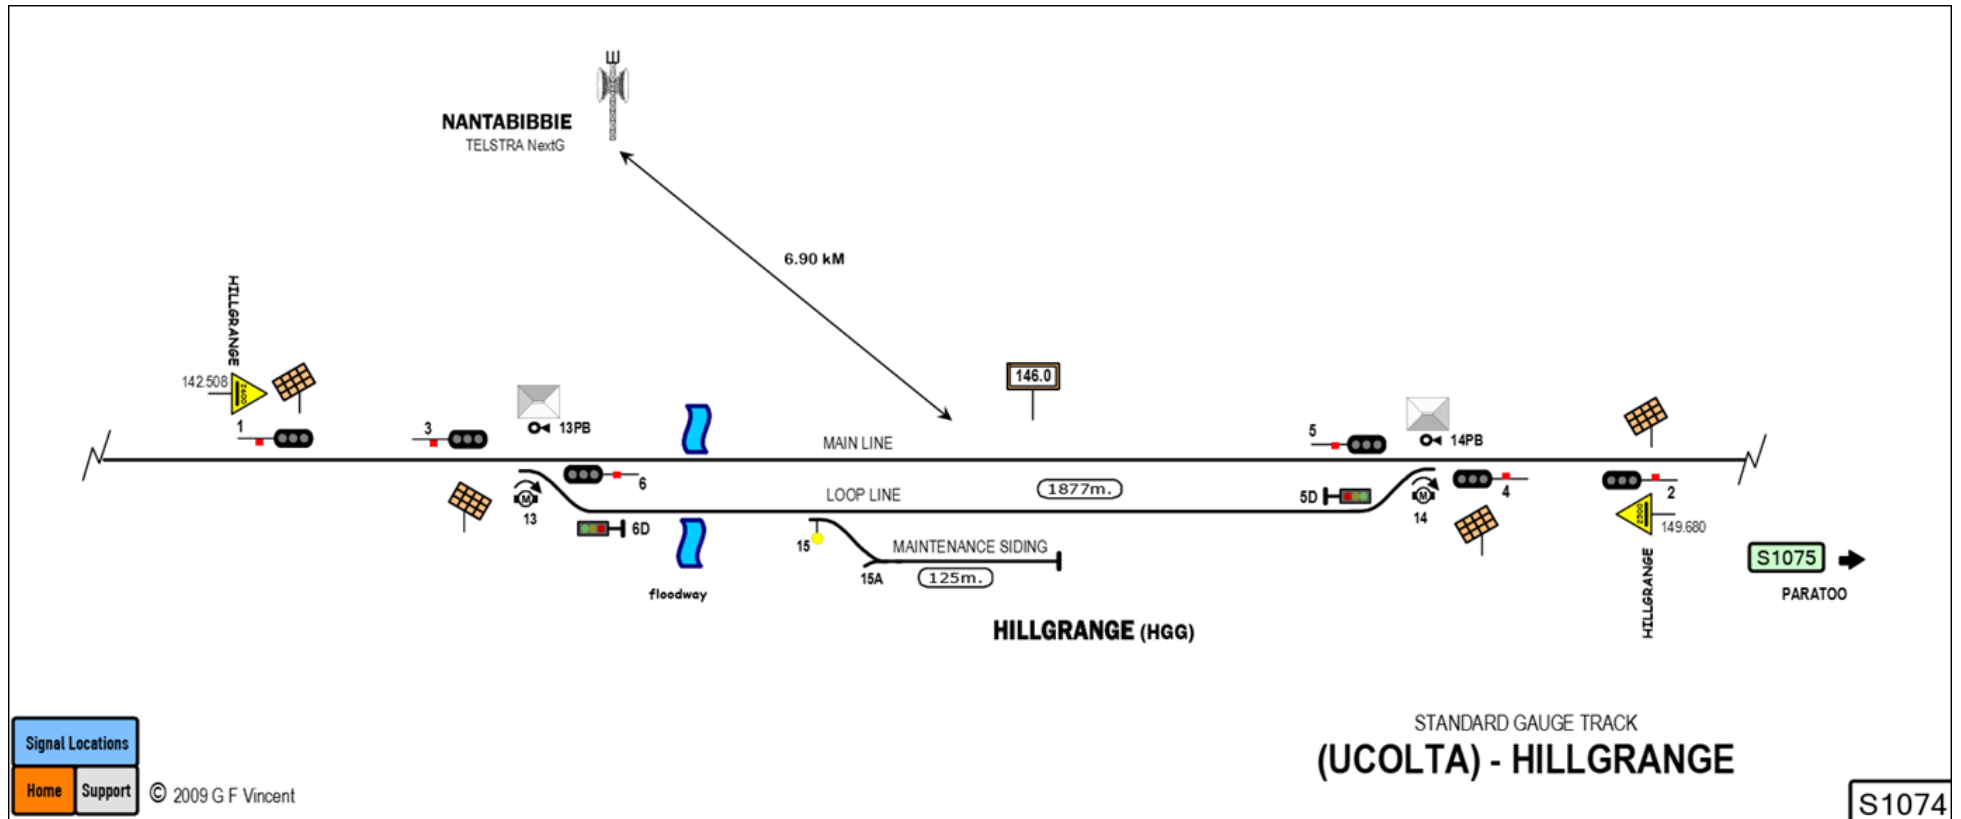 NANTABIBBIE
TELSTRA NextG
6.90 kM
HILLGRANGE
142.508
2400
1
3
13PB
146.0
5
14PB
MAIN LINE
6
LOOP LINE
1877m.
5D
4
2
13
6D
14
149.680
15
MAINTENANCE SIDING
15A
125m.
floodway
HILLGRANGE
S1075
PARATOO
HILLGRANGE (HGG)
STANDARD GAUGE TRACK
(UCOLTA) - HILLGRANGE
Signal Locations
Home
Support
© 2009 G F Vincent
S1074